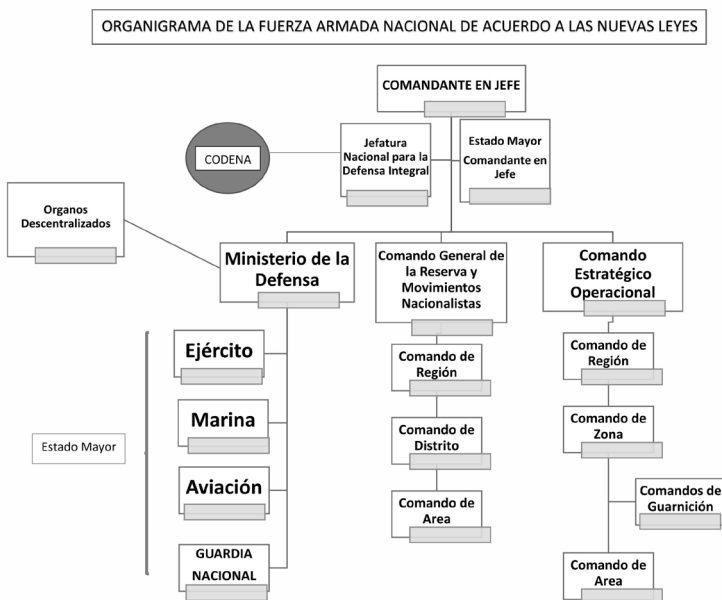 ORGANIGRAMA DE LA FUERZA ARMADA NACIONAL DE ACUERDO A LAS NUEVAS LEYES
COMANDANTE EN JEFE
CODENA
Jefatura
Nacional para la
Defensa Integral
Estado Mayor
Comandante en
Jefe
Organos
Descentralizados
Ministerio de la
Defensa
Comando General de
la Reserva y
Movimientos
Nacionalistas
Comando
Estratégico
Operacional
Estado Mayor
Ejército
Marina
Aviación
GUARDIA
NACIONAL
Comando de
Región
Comando de
Distrito
Comando de
Area
Comando de
Región
Comando de
Zona
Comandos de
Guarnición
Comando de
Area